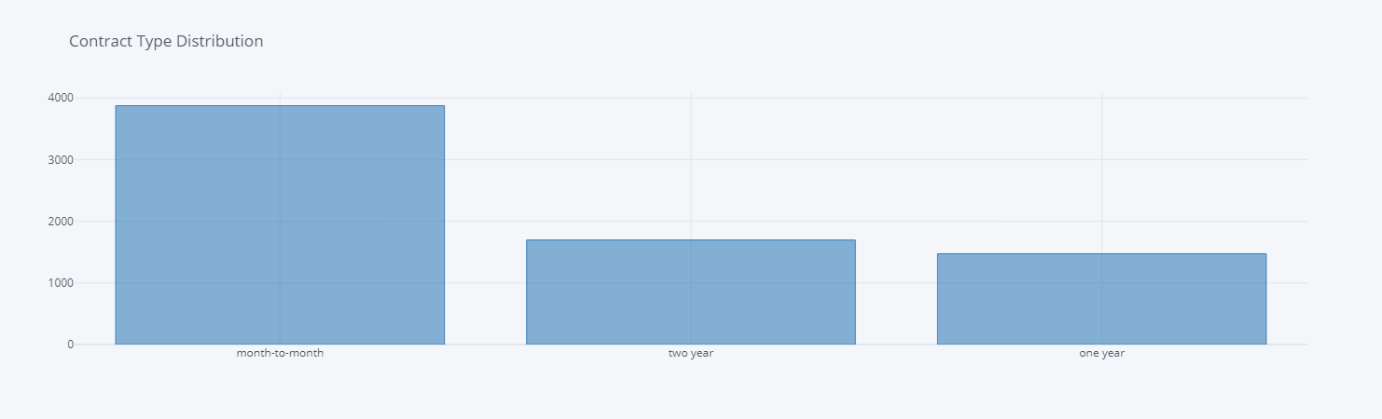 Contract Type Distribution
4000
3000
2000
1000
0
month-to-month two year one year